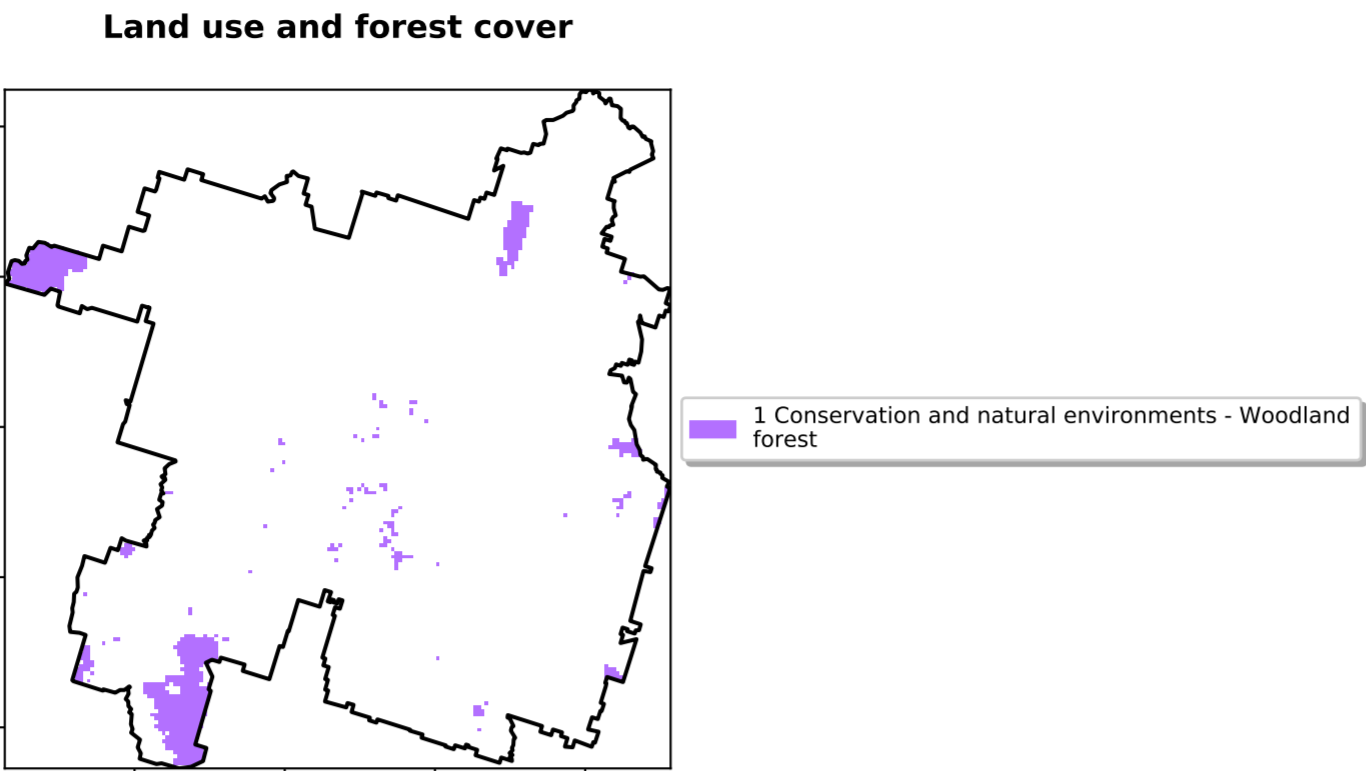 Land use and forest cover
1 Conservation and natural environments - Woodland
forest